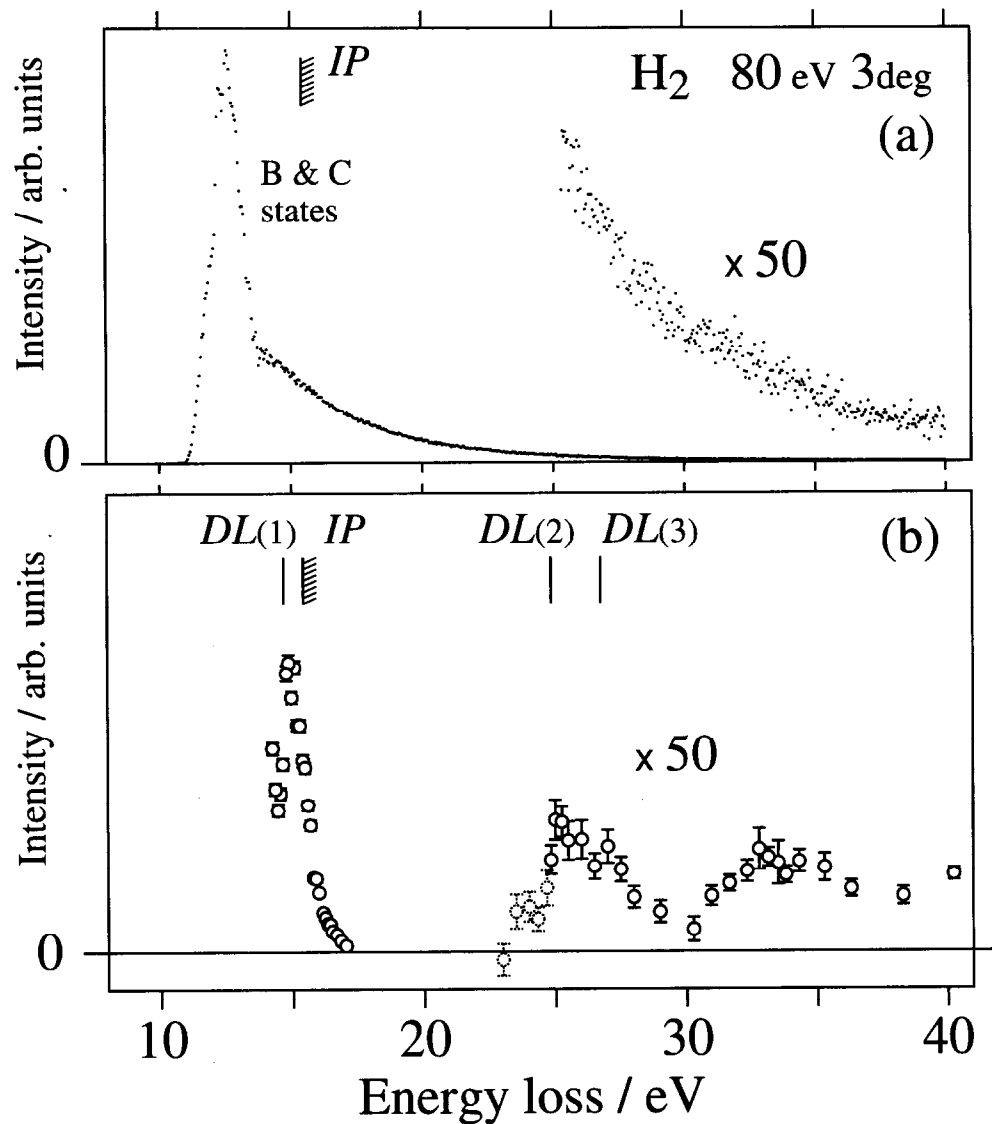 Intensity / arb. units
IP
H₂ 80 eV 3deg
(a)
B & C
states
x 50
0
DL(1) IP DL(2) DL(3)
(b)
Intensity / arb. units
x 50
0
10 20 30 40
Energy loss / eV